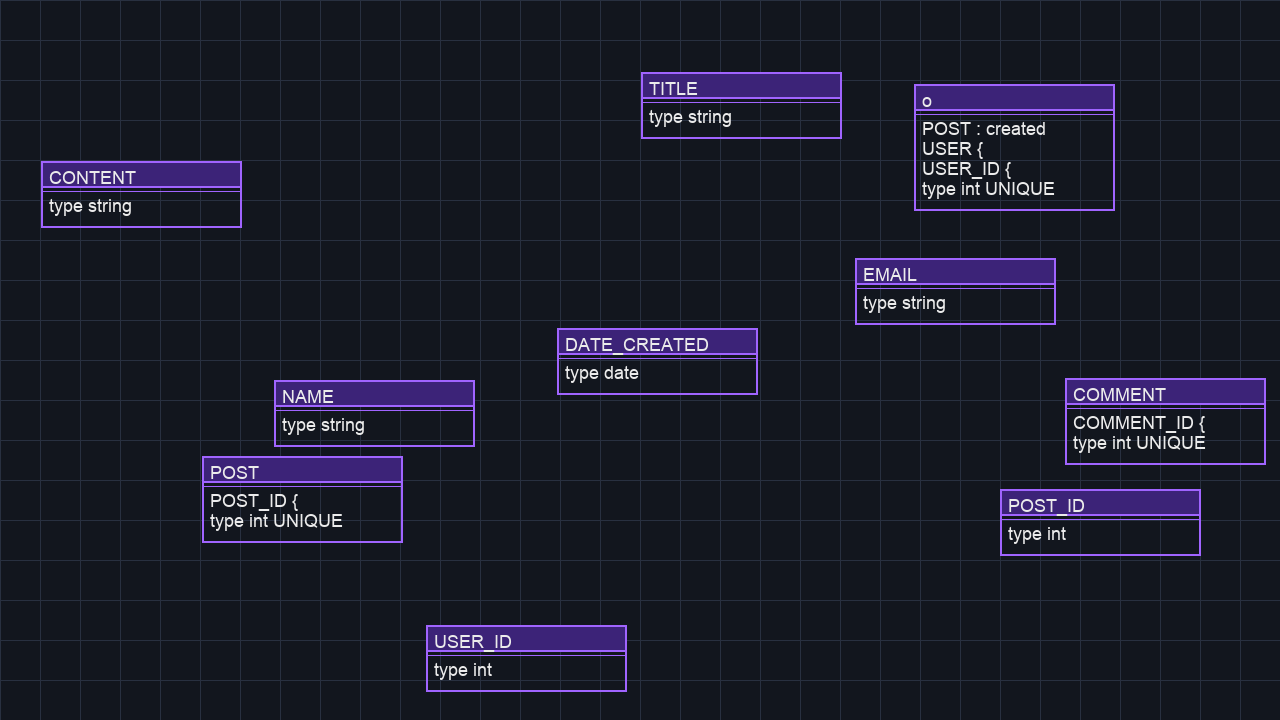 TITLE
type string
o
POST : created
USER {
USER_ID {
type int UNIQUE
CONTENT
type string
EMAIL
type string
DATE_CREATED
type date
NAME
type string
COMMENT
COMMENT_ID {
type int UNIQUE
POST
POST_ID {
type int UNIQUE
POST_ID
type int
USER_ID
type int